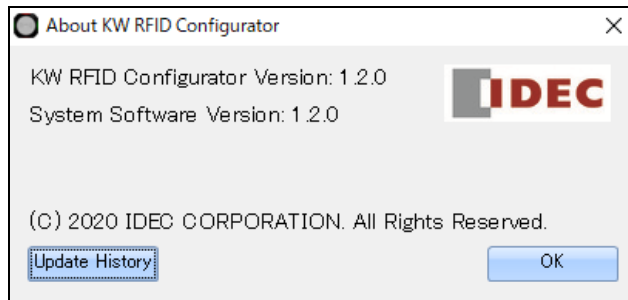 About KW RFID Configurator
KW RFID Configurator Version: 1.2.0
IDEC
System Software Version: 1.2.0
(C) 2020 IDEC CORPORATION. All Rights Reserved.
Update History
OK